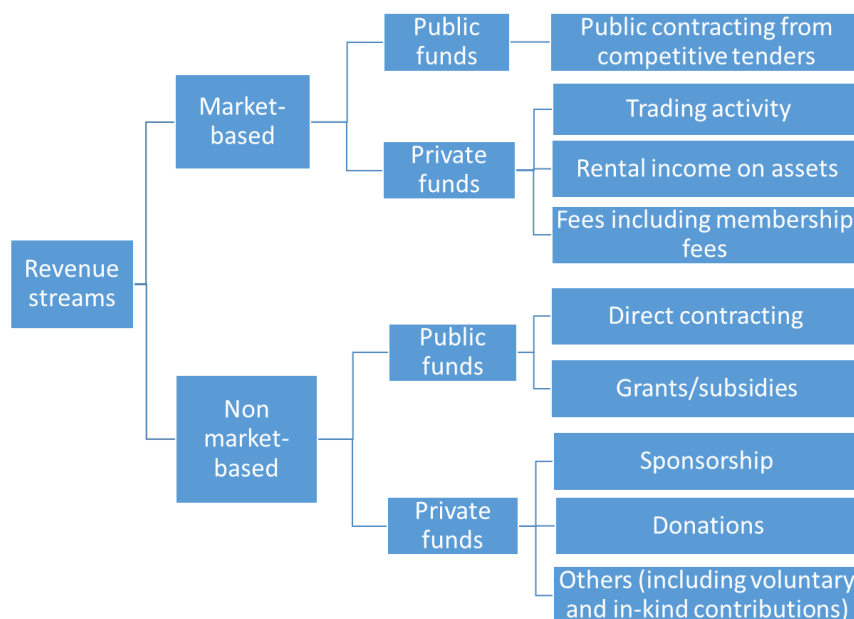 Revenue
streams
Market-
based
Public
funds
Public contracting from
competitive tenders
Private
funds
Trading activity
Rental income on assets
Fees including membership
fees
Non
market-
based
Public
funds
Direct contracting
Grants/subsidies
Private
funds
Sponsorship
Donations
Others (including voluntary
and in-kind contributions)